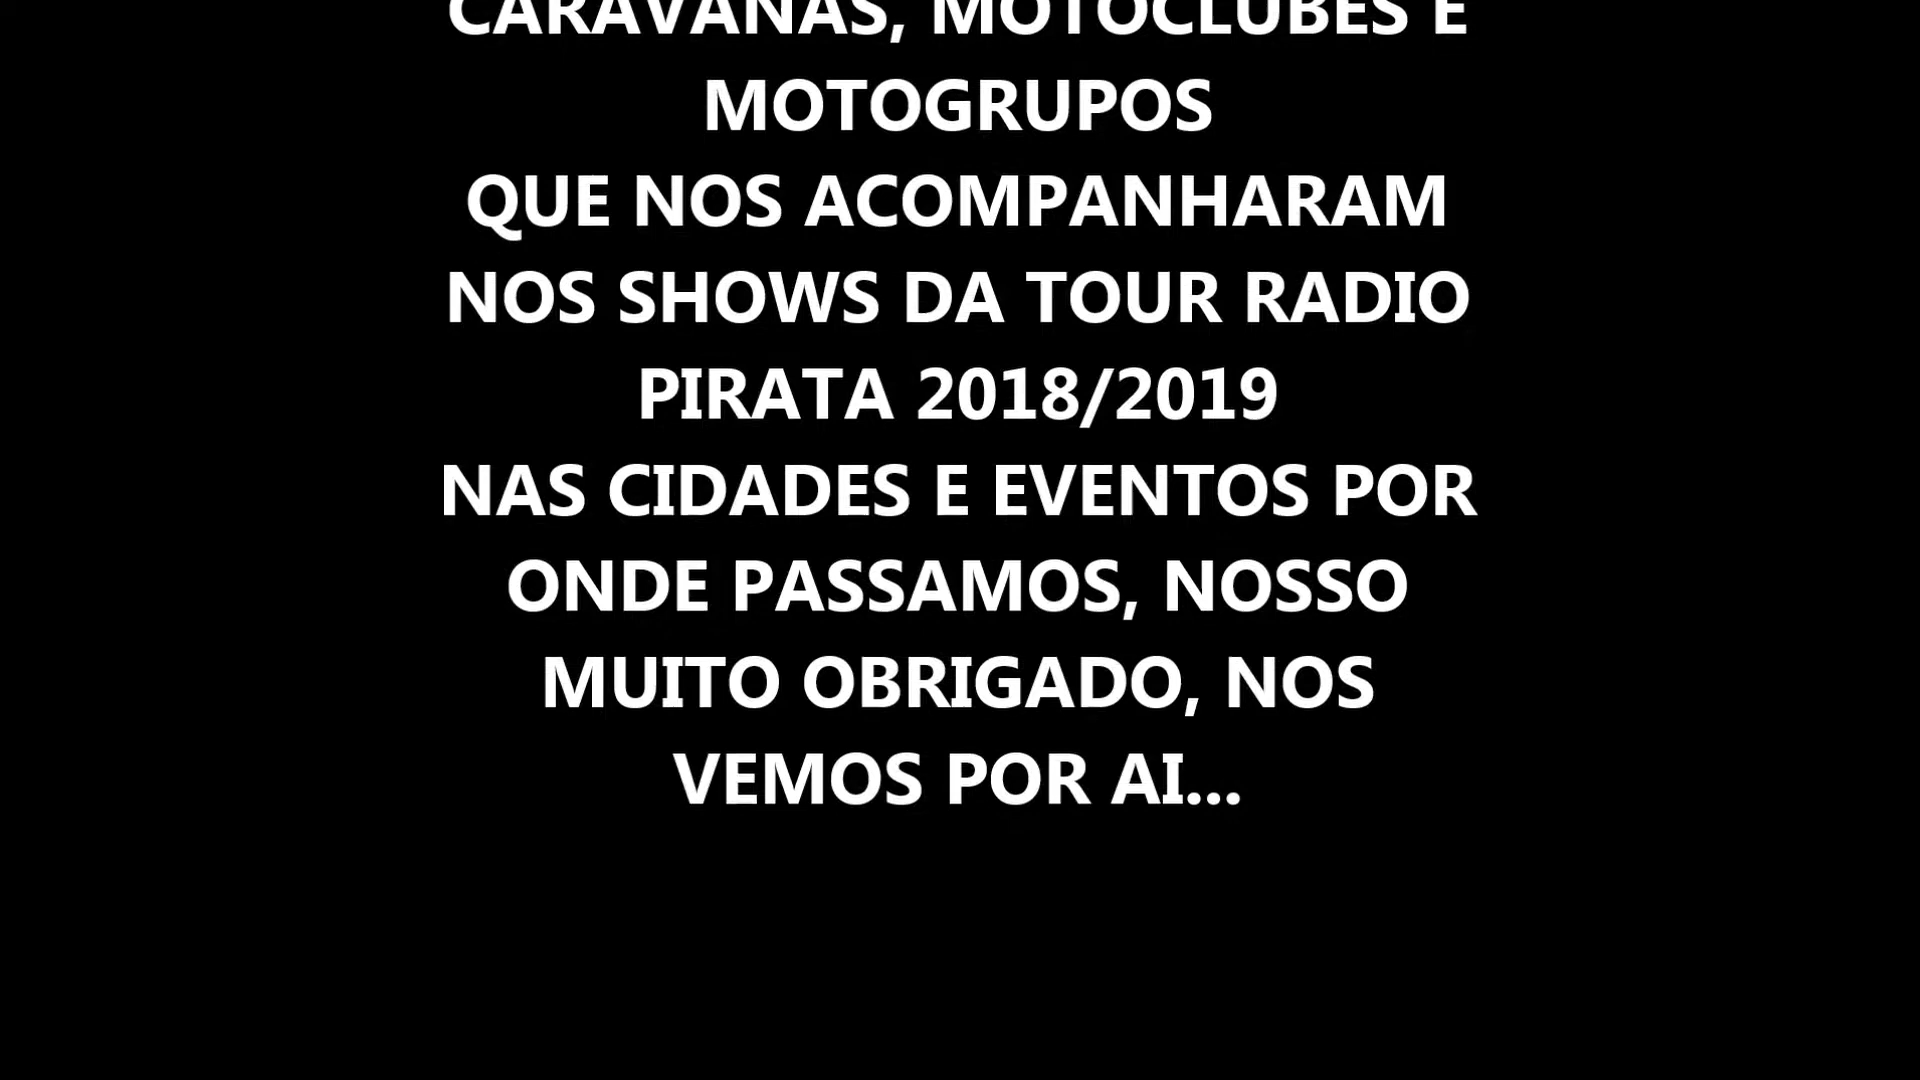 CARAVANAS, MOTOCLUBES E
MOTOGRUPOS
QUE NOS ACOMPANHARAM
NOS SHOWS DA TOUR RADIO
PIRATA 2018/2019
NAS CIDADES E EVENTOS POR
ONDE PASSAMOS, NOSSO
MUITO OBRIGADO, NOS
VEMOS POR AI...